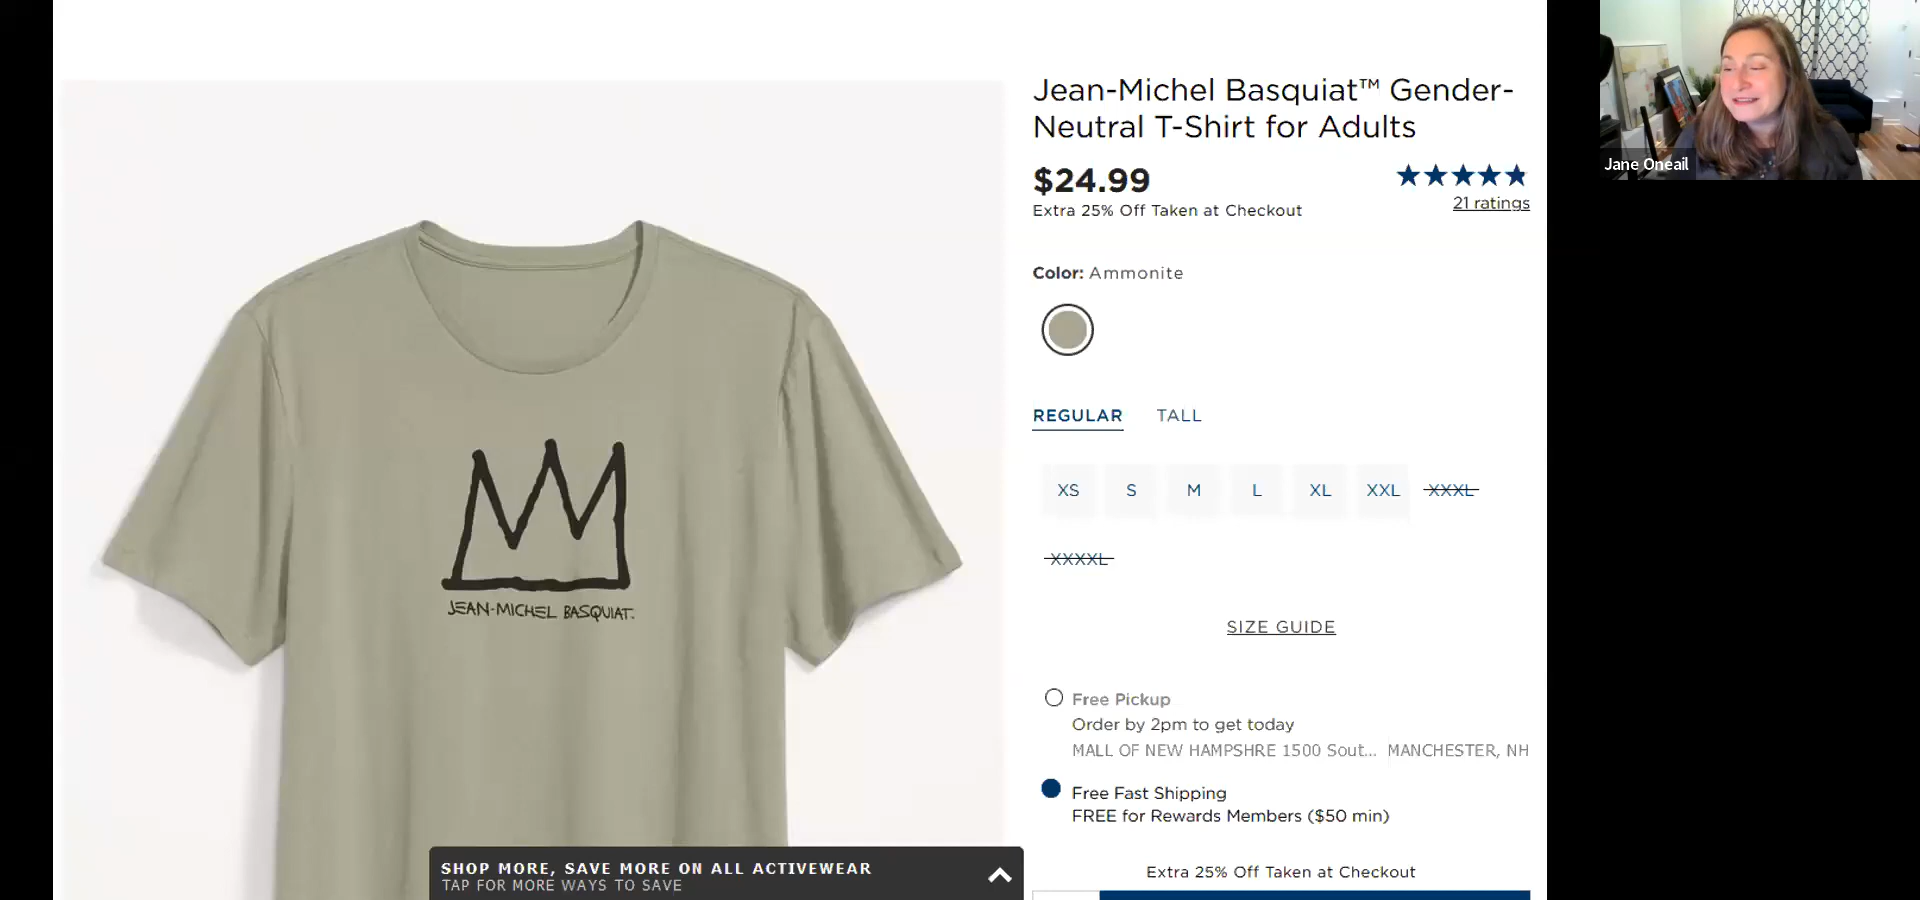 Jean-Michel Basquiat™ Gender-
Neutral T-Shirt for Adults
$24.99
21 ratings
Extra 25% Off Taken at Checkout
Color: Ammonite
REGULAR TALL
XS S M L XL XXL XXXL
XXXXL
SIZE GUIDE
Free Pickup
Order by 2pm to get today
MALL OF NEW HAMPSHRE 1500 Sout... MANCHESTER, NH
Free Fast Shipping
FREE for Rewards Members ($50 min)
Extra 25% Off Taken at Checkout
JEAN-MICHEL BASQUIAT.
SHOP MORE, SAVE MORE ON ALL ACTIVEWEAR
TAP FOR MORE WAYS TO SAVE
Jane Oneail